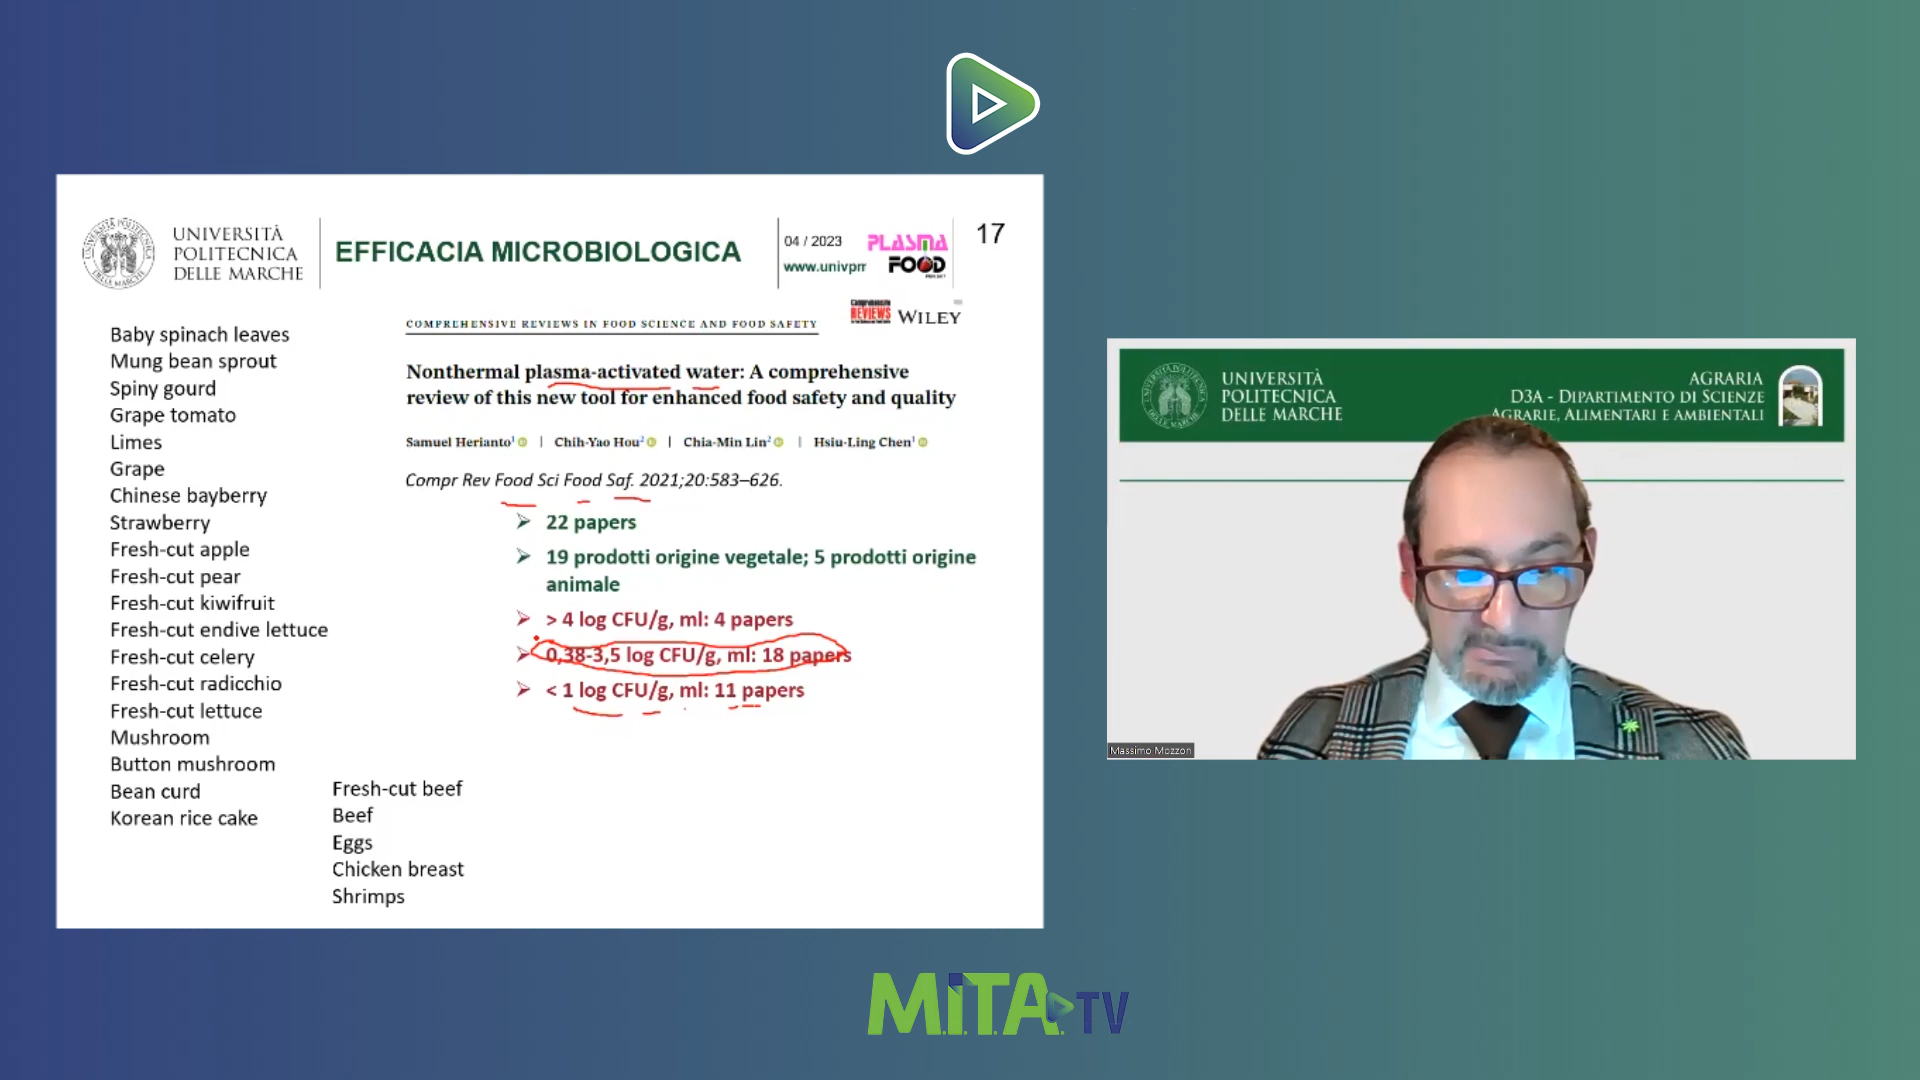 UNIVERSITÀ
POLITECNICA
DELLE MARCHE
EFFICACIA MICROBIOLOGICA
04 / 2023
www.univprr
PLASMA
FOOD
17
COMPREHENSIVE REVIEWS IN FOOD SCIENCE AND FOOD SAFETY
REVIEWS
WILEY
Nonthermal plasma-activated water: A comprehensive
review of this new tool for enhanced food safety and quality
Samuel Herianto¹ | Chih-Yao Hou² | Chia-Min Lin² | Hsiu-Ling Chen¹
Compr Rev Food Sci Food Saf. 2021;20:583–626.
➢ 22 papers
➢ 19 prodotti origine vegetale; 5 prodotti origine
animale
➢ > 4 log CFU/g, ml: 4 papers
➢ 0,38-3,5 log CFU/g, ml: 18 papers
➢ < 1 log CFU/g, ml: 11 papers
Baby spinach leaves
Mung bean sprout
Spiny gourd
Grape tomato
Limes
Grape
Chinese bayberry
Strawberry
Fresh-cut apple
Fresh-cut pear
Fresh-cut kiwifruit
Fresh-cut endive lettuce
Fresh-cut celery
Fresh-cut radicchio
Fresh-cut lettuce
Mushroom
Button mushroom
Bean curd
Korean rice cake
Fresh-cut beef
Beef
Eggs
Chicken breast
Shrimps
UNIVERSITÀ
POLITECNICA
DELLE MARCHE
AGRARIA
D3A - DIPARTIMENTO DI SCIENZE
AGRARIE, ALIMENTARI E AMBIENTALI
Massimo Mozzon
M.I.T.A. TV